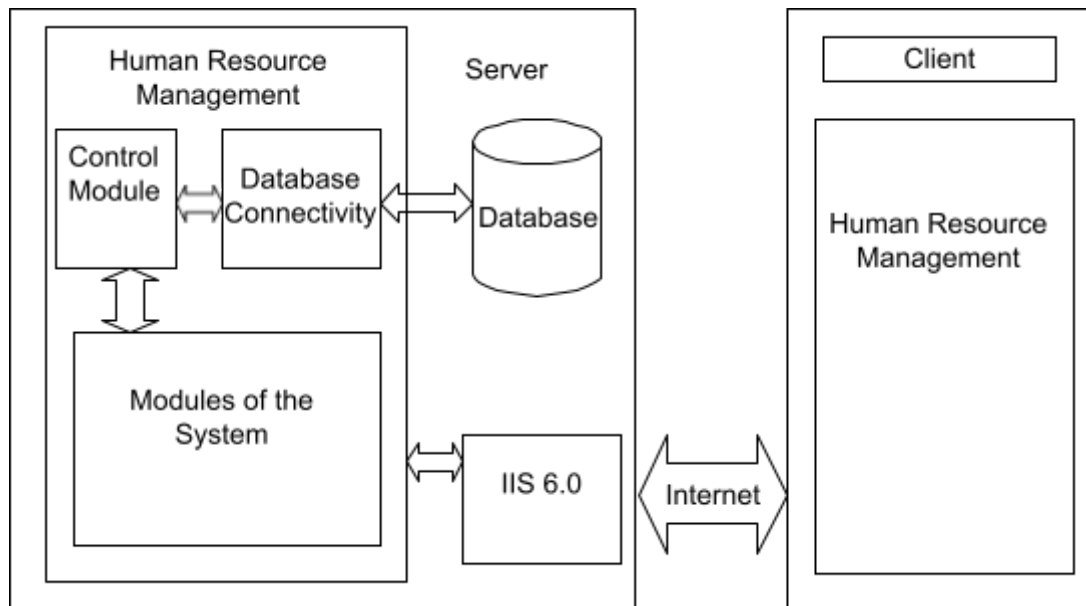 Human Resource
Management
Server
Control
Module
Database
Connectivity
Database
Modules of the
System
IIS 6.0
Internet
Client
Human Resource
Management